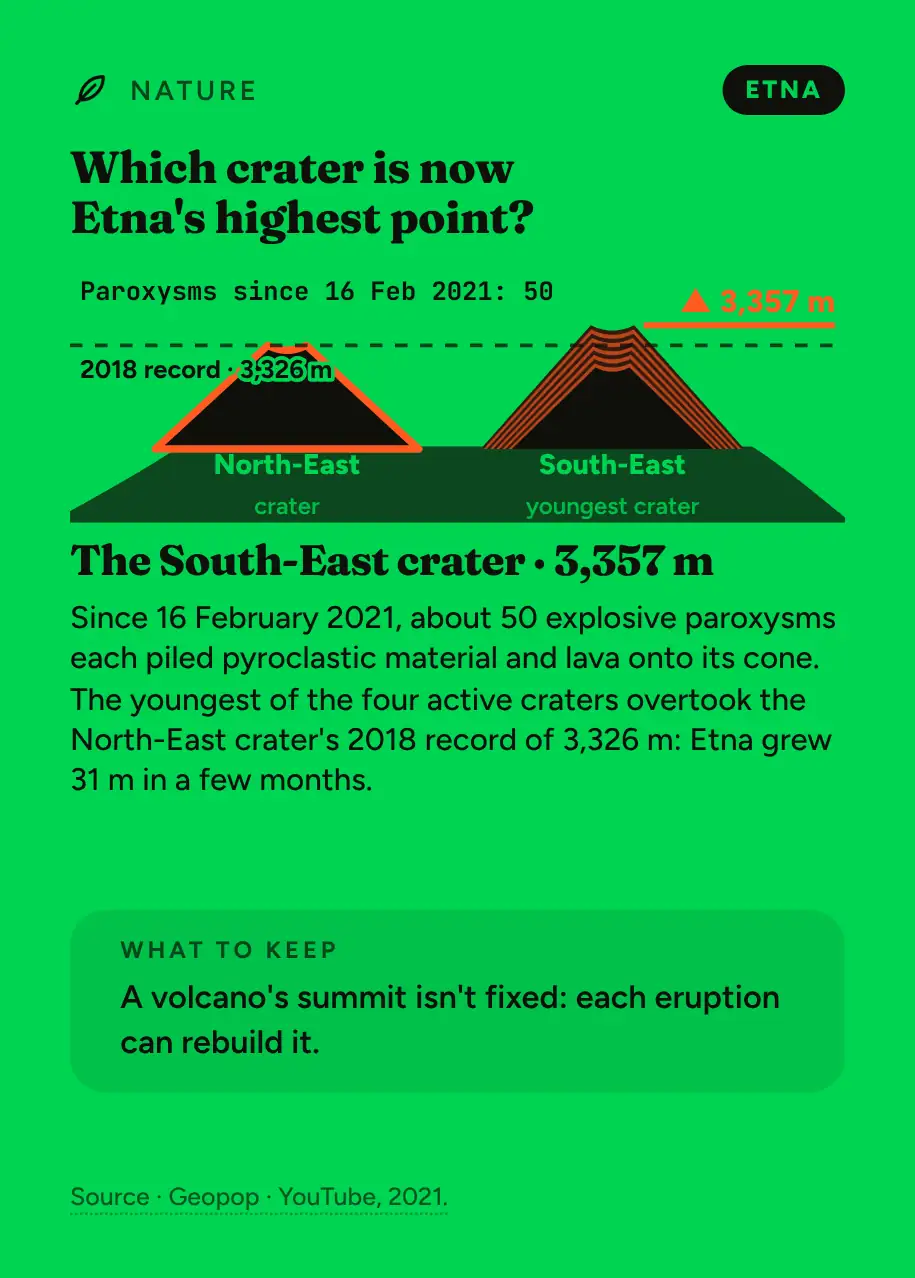 NATURE
ETNA
Which crater is now
Etna's highest point?
Paroxysms since 16 Feb 2021: 50
▲ 3,357 m
2018 record · 3,326 m
North-East
crater
South-East
youngest crater
The South-East crater · 3,357 m
Since 16 February 2021, about 50 explosive paroxysms
each piled pyroclastic material and lava onto its cone.
The youngest of the four active craters overtook the
North-East crater's 2018 record of 3,326 m: Etna grew
31 m in a few months.
WHAT TO KEEP
A volcano's summit isn't fixed: each eruption
can rebuild it.
Source · Geopop · YouTube, 2021.